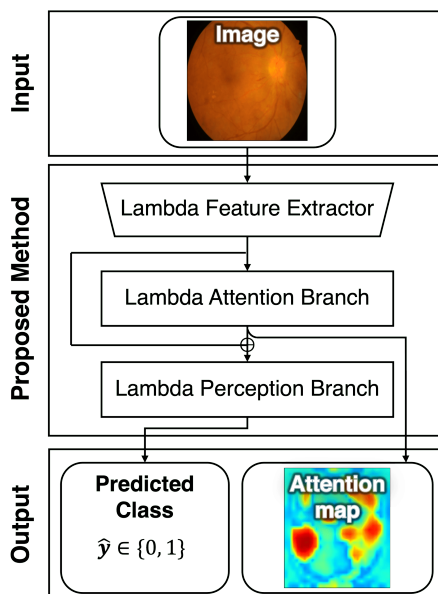 Input
Image
Proposed Method
Lambda Feature Extractor
Lambda Attention Branch
Lambda Perception Branch
Output
Predicted
Class
ŷ ∈ {0, 1}
Attention
map